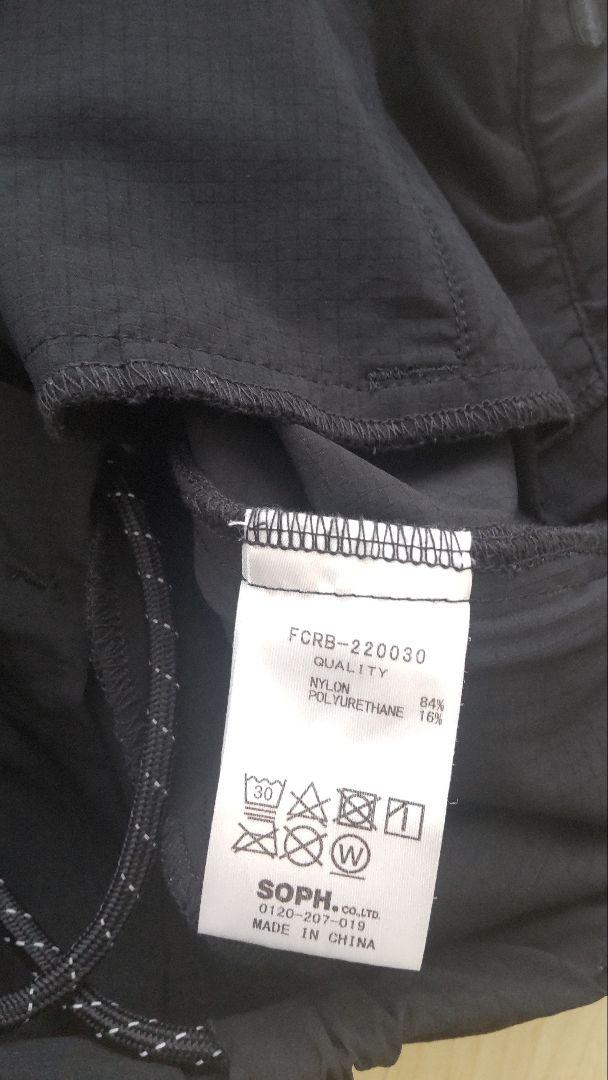 FCRB-220030
QUALITY
NYLON 84%
POLYURETHANE 16%
30
W
SOPH. CO.,LTD.
0120-207-019
MADE IN CHINA